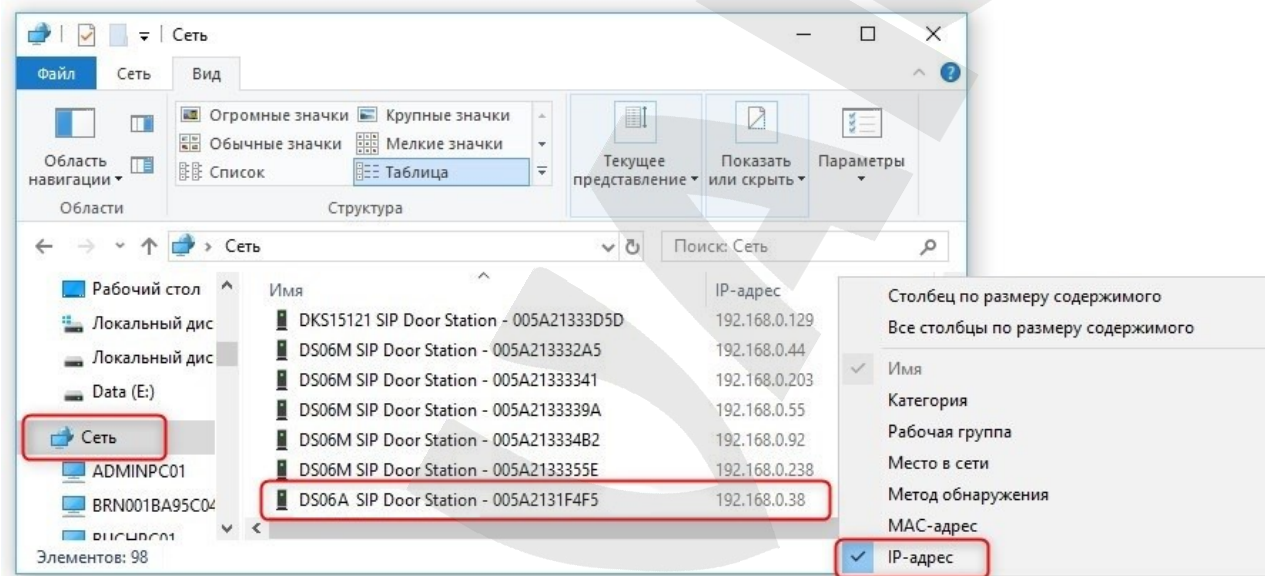 Сеть
Файл Сеть Вид
Огромные значки Крупные значки
Обычные значки Мелкие значки
Список Таблица
Область навигации
Текущее представление
Показать или скрыть
Параметры
Области Структура
Сеть Поиск: Сеть
Рабочий стол
Локальный дис
Локальный дис
Data (E:)
Сеть
ADMINPC01
BRN001BA95C04
Имя IP-адрес
DKS15121 SIP Door Station - 005A21333D5D 192.168.0.129
DS06M SIP Door Station - 005A213332A5 192.168.0.44
DS06M SIP Door Station - 005A21333341 192.168.0.203
DS06M SIP Door Station - 005A2133339A 192.168.0.55
DS06M SIP Door Station - 005A213334B2 192.168.0.92
DS06M SIP Door Station - 005A2133355E 192.168.0.238
DS06A SIP Door Station - 005A2131F4F5 192.168.0.38
Элементов: 98
Столбец по размеру содержимого
Все столбцы по размеру содержимого
Имя
Категория
Рабочая группа
Место в сети
Метод обнаружения
MAC-адрес
IP-адрес